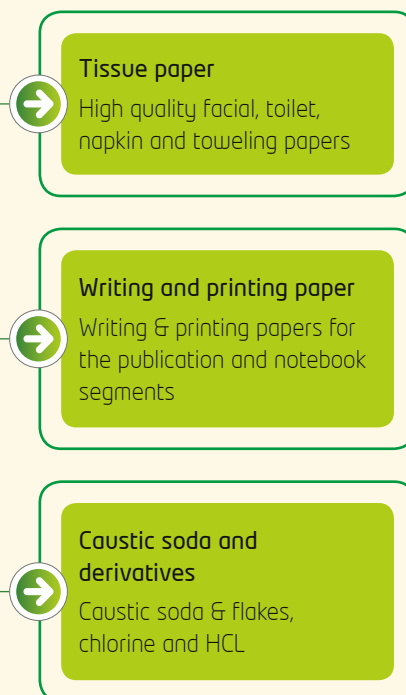 Tissue paper
High quality facial, toilet,
napkin and toweling papers
Writing and printing paper
Writing & printing papers for
the publication and notebook
segments
Caustic soda and
derivatives
Caustic soda & flakes,
chlorine and HCL